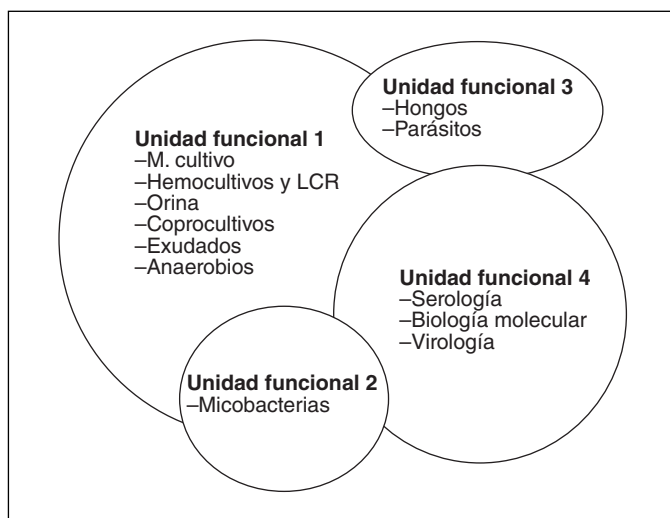 Unidad funcional 3
–Hongos
–Parásitos
Unidad funcional 1
–M. cultivo
–Hemocultivos y LCR
–Orina
–Coprocultivos
–Exudados
–Anaerobios
Unidad funcional 4
–Serología
–Biología molecular
–Virología
Unidad funcional 2
–Micobacterias